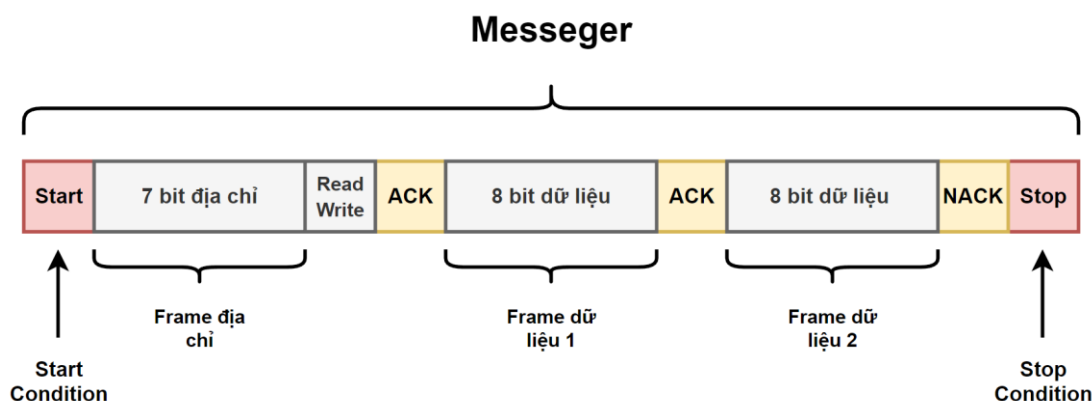 Messeger
Start
7 bit địa chỉ
Read
Write
ACK
8 bit dữ liệu
ACK
8 bit dữ liệu
NACK
Stop
Frame địa
chỉ
Frame dữ
liệu 1
Frame dữ
liệu 2
Start
Condition
Stop
Condition